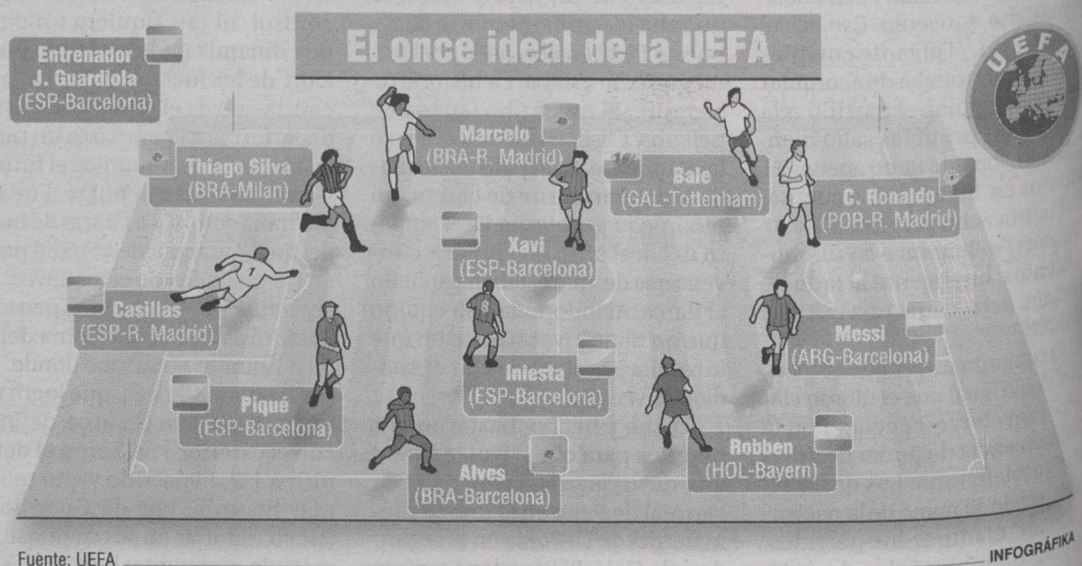 El once ideal de la UEFA
Entrenador
J. Guardiola
(ESP-Barcelona)
UEFA
Marcelo
(BRA-R. Madrid)
Thiago Silva
(BRA-Milan)
Bale
(GAL-Tottenham)
C. Ronaldo
(POR-R. Madrid)
Xavi
(ESP-Barcelona)
1
Casillas
(ESP-R. Madrid)
8
Messi
(ARG-Barcelona)
Iniesta
(ESP-Barcelona)
Piqué
(ESP-Barcelona)
Robben
(HOL-Bayern)
Alves
(BRA-Barcelona)
Fuente: UEFA
INFOGRÁFIKA